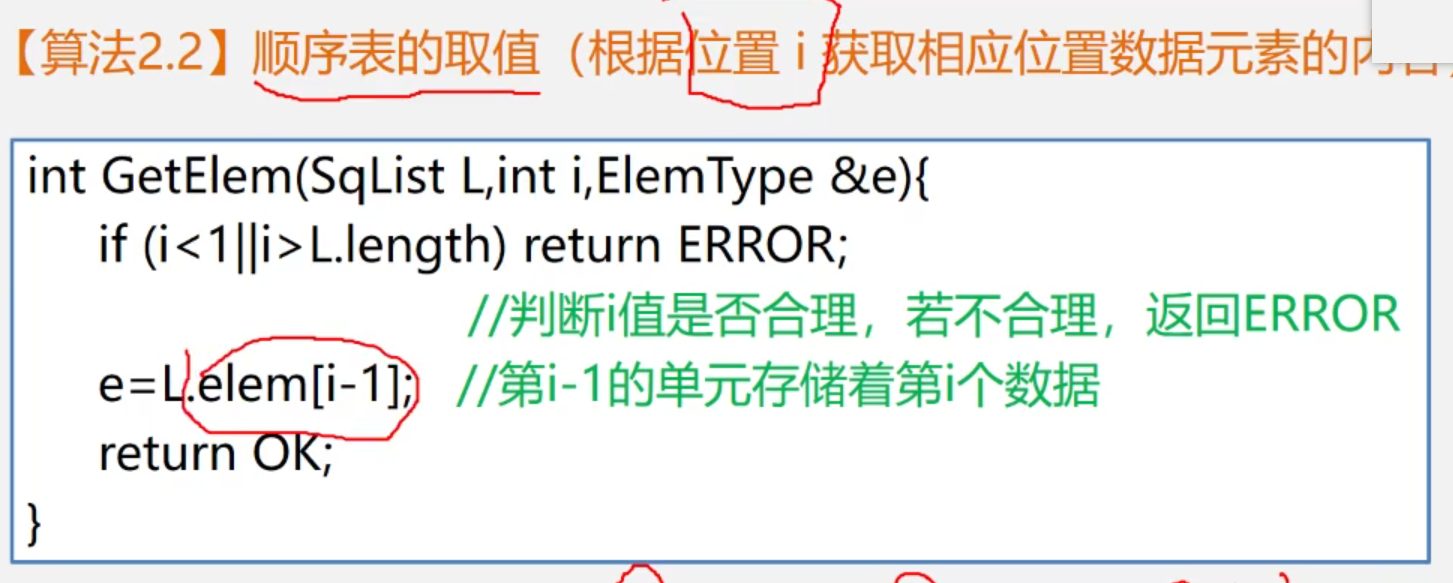 【算法2.2】顺序表的取值（根据位置 i 获取相应位置数据元素的
int GetElem(SqList L,int i,ElemType &e){
if (i<1||i>L.length) return ERROR;
//判断i值是否合理，若不合理，返回ERROR
e=L.elem[i-1]; //第i-1的单元存储着第i个数据
return OK;
}